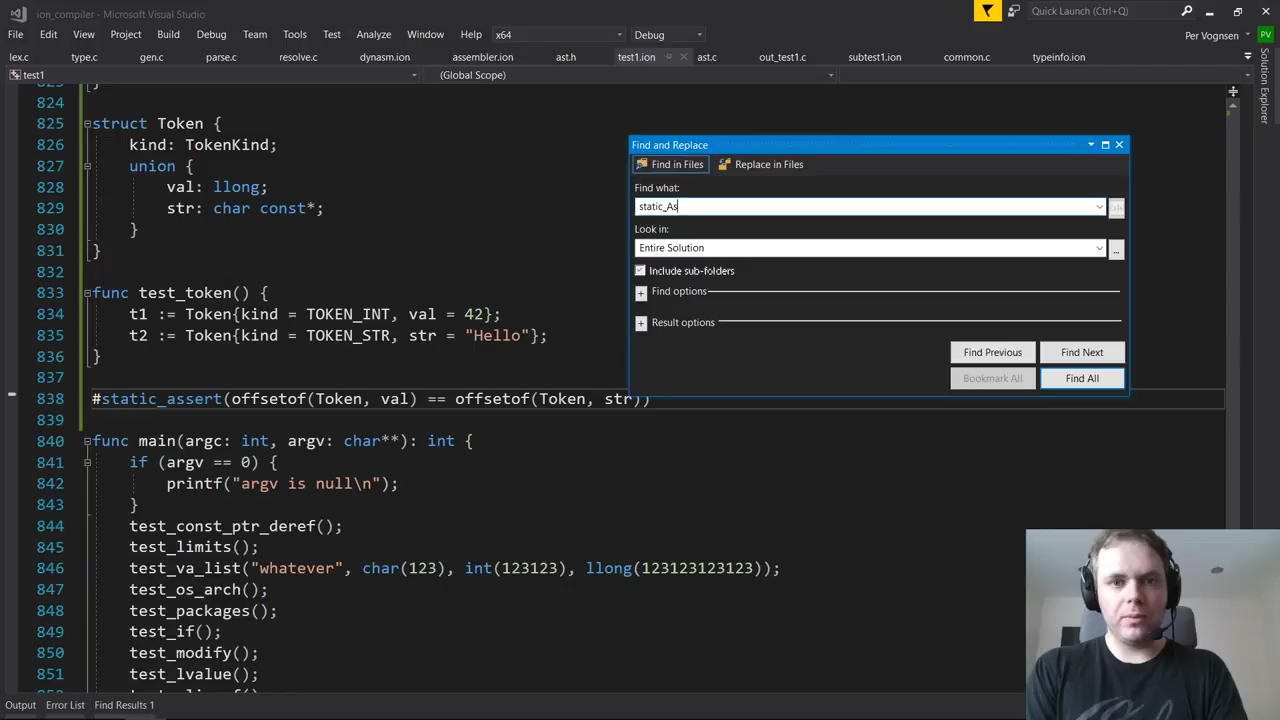 ion_compiler - Microsoft Visual Studio
Quick Launch (Ctrl+Q)
File Edit View Project Build Debug Team Tools Test Analyze Window Help x64 Debug
Per Vognsen PV
lex.c type.c gen.c parse.c resolve.c dynasm.ion assembler.ion ast.h test1.ion ast.c out_test1.c subtest1.ion common.c typeinfo.ion
test1 (Global Scope)
Solution Explorer
824
825 struct Token {
826 kind: TokenKind;
827 union {
828 val: llong;
829 str: char const*;
830 }
831 }
832
833 func test_token() {
834 t1 := Token{kind = TOKEN_INT, val = 42};
835 t2 := Token{kind = TOKEN_STR, str = "Hello"};
836 }
837
838 #static_assert(offsetof(Token, val) == offsetof(Token, str))
839
840 func main(argc: int, argv: char**): int {
841 if (argv == 0) {
842 printf("argv is null\n");
843 }
844 test_const_ptr_deref();
845 test_limits();
846 test_va_list("whatever", char(123), int(123123), llong(123123123123));
847 test_os_arch();
848 test_packages();
849 test_if();
850 test_modify();
851 test_lvalue();
Find and Replace
Find in Files Replace in Files
Find what:
static_As
Look in:
Entire Solution
...
Include sub-folders
Find options
Result options
Find Previous Find Next
Bookmark All Find All
Output Error List Find Results 1